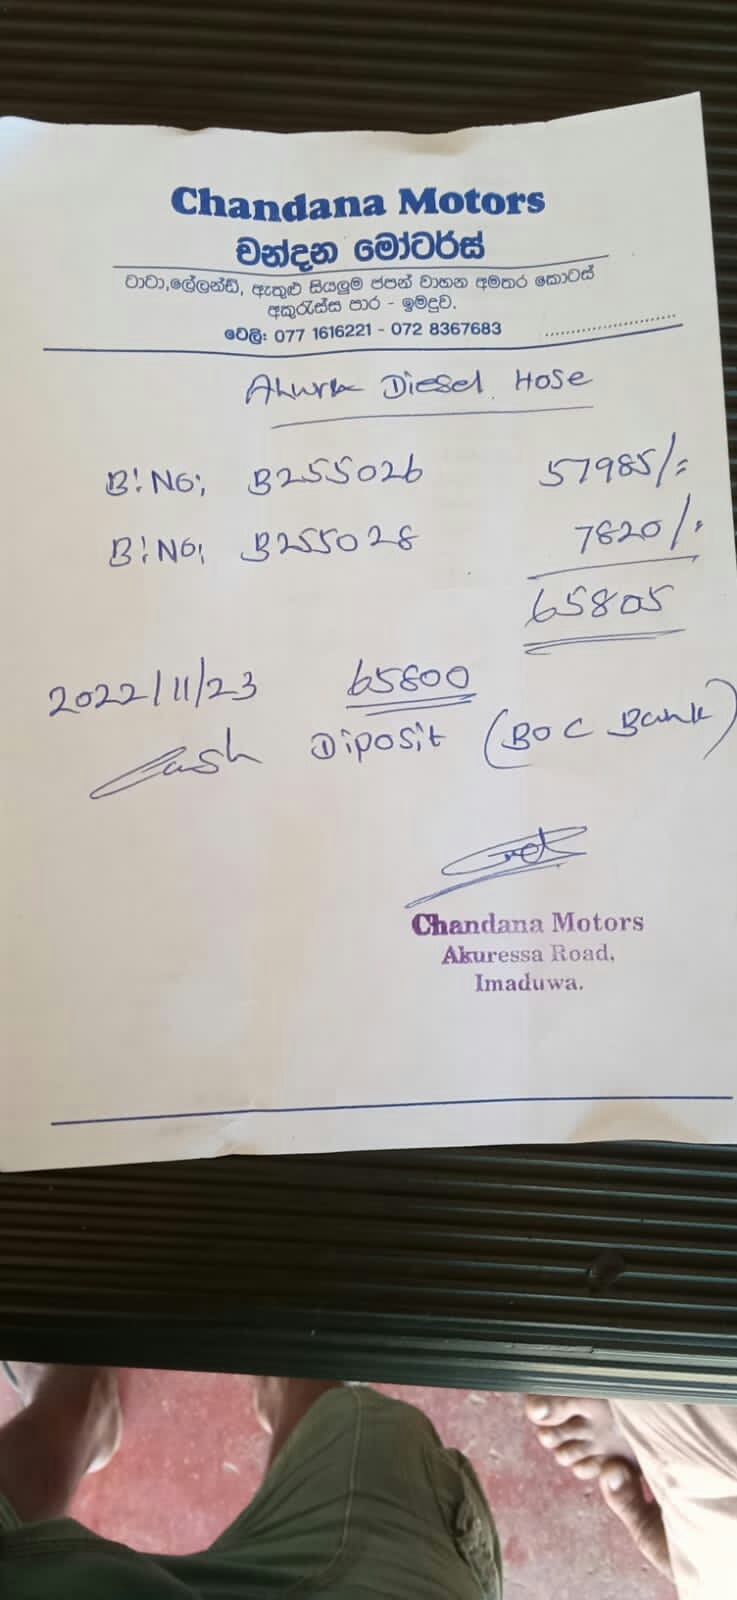 Chandana Motors
චන්දන මෝටර්ස්
ටාටා,ලේලන්ඩ්, ඇතුළු සියලුම ජපන් වාහන අමතර කොටස්
අකුරැස්ස පාර - ඉමදුව.
ටෙලි: 077 1616221 - 072 8367683
Diesel Hose
B!No: B255026 57985/=
B!No: B255028 7820/=
65805
2022/11/23 65800
Cash Diposit (BOC Bank)
Chandana Motors
Akuressa Road,
Imaduwa.